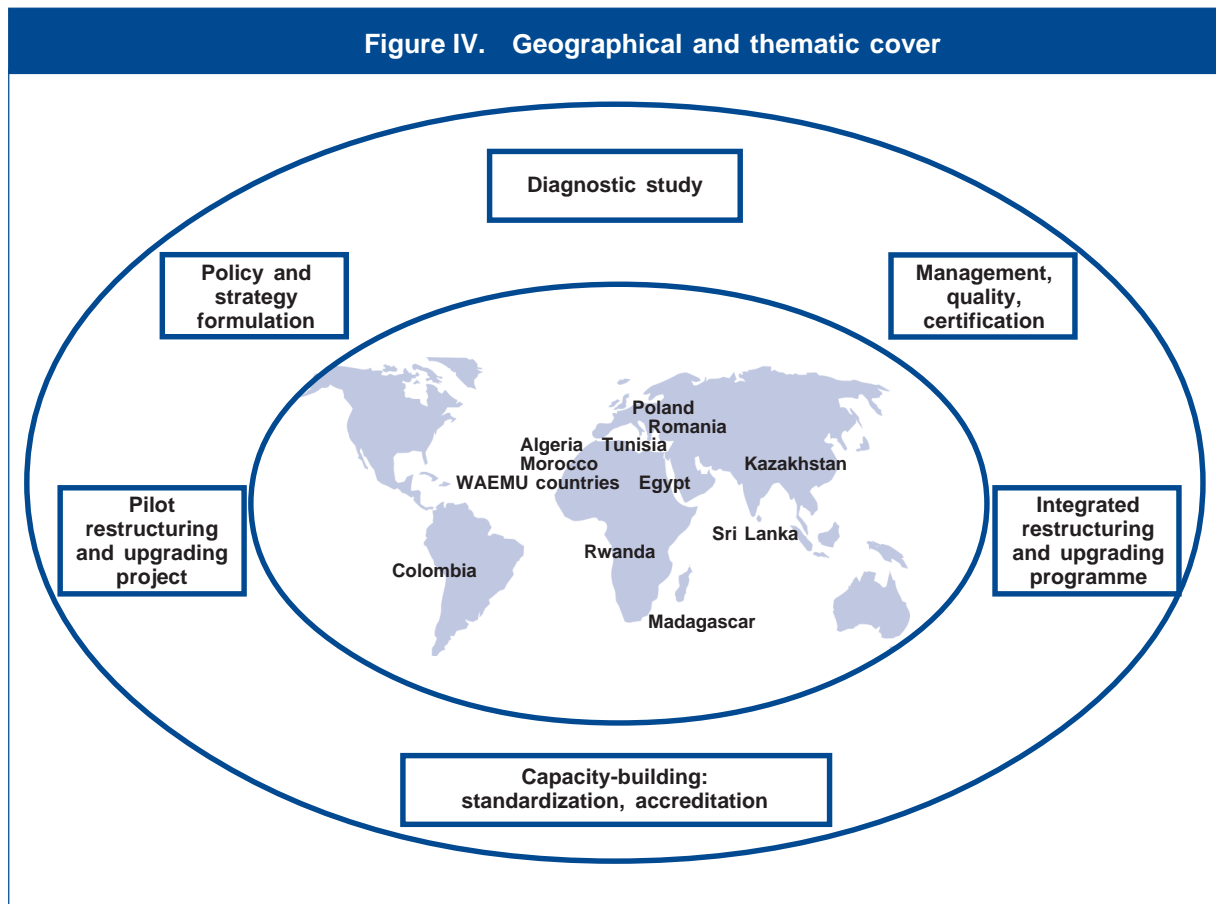 Figure IV. Geographical and thematic cover
Diagnostic study
Policy and
strategy
formulation
Management,
quality,
certification
Poland
Romania
Algeria Tunisia
Morocco
Kazakhstan
WAEMU countries Egypt
Pilot
restructuring
and upgrading
project
Integrated
restructuring
and upgrading
programme
Sri Lanka
Rwanda
Colombia
Madagascar
Capacity-building:
standardization, accreditation